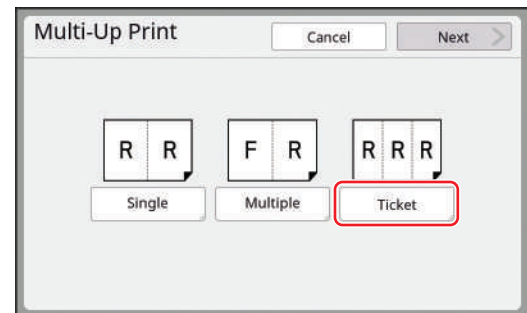 Multi-Up Print
Cancel
Next
R R
F R
R R R
Single
Multiple
Ticket